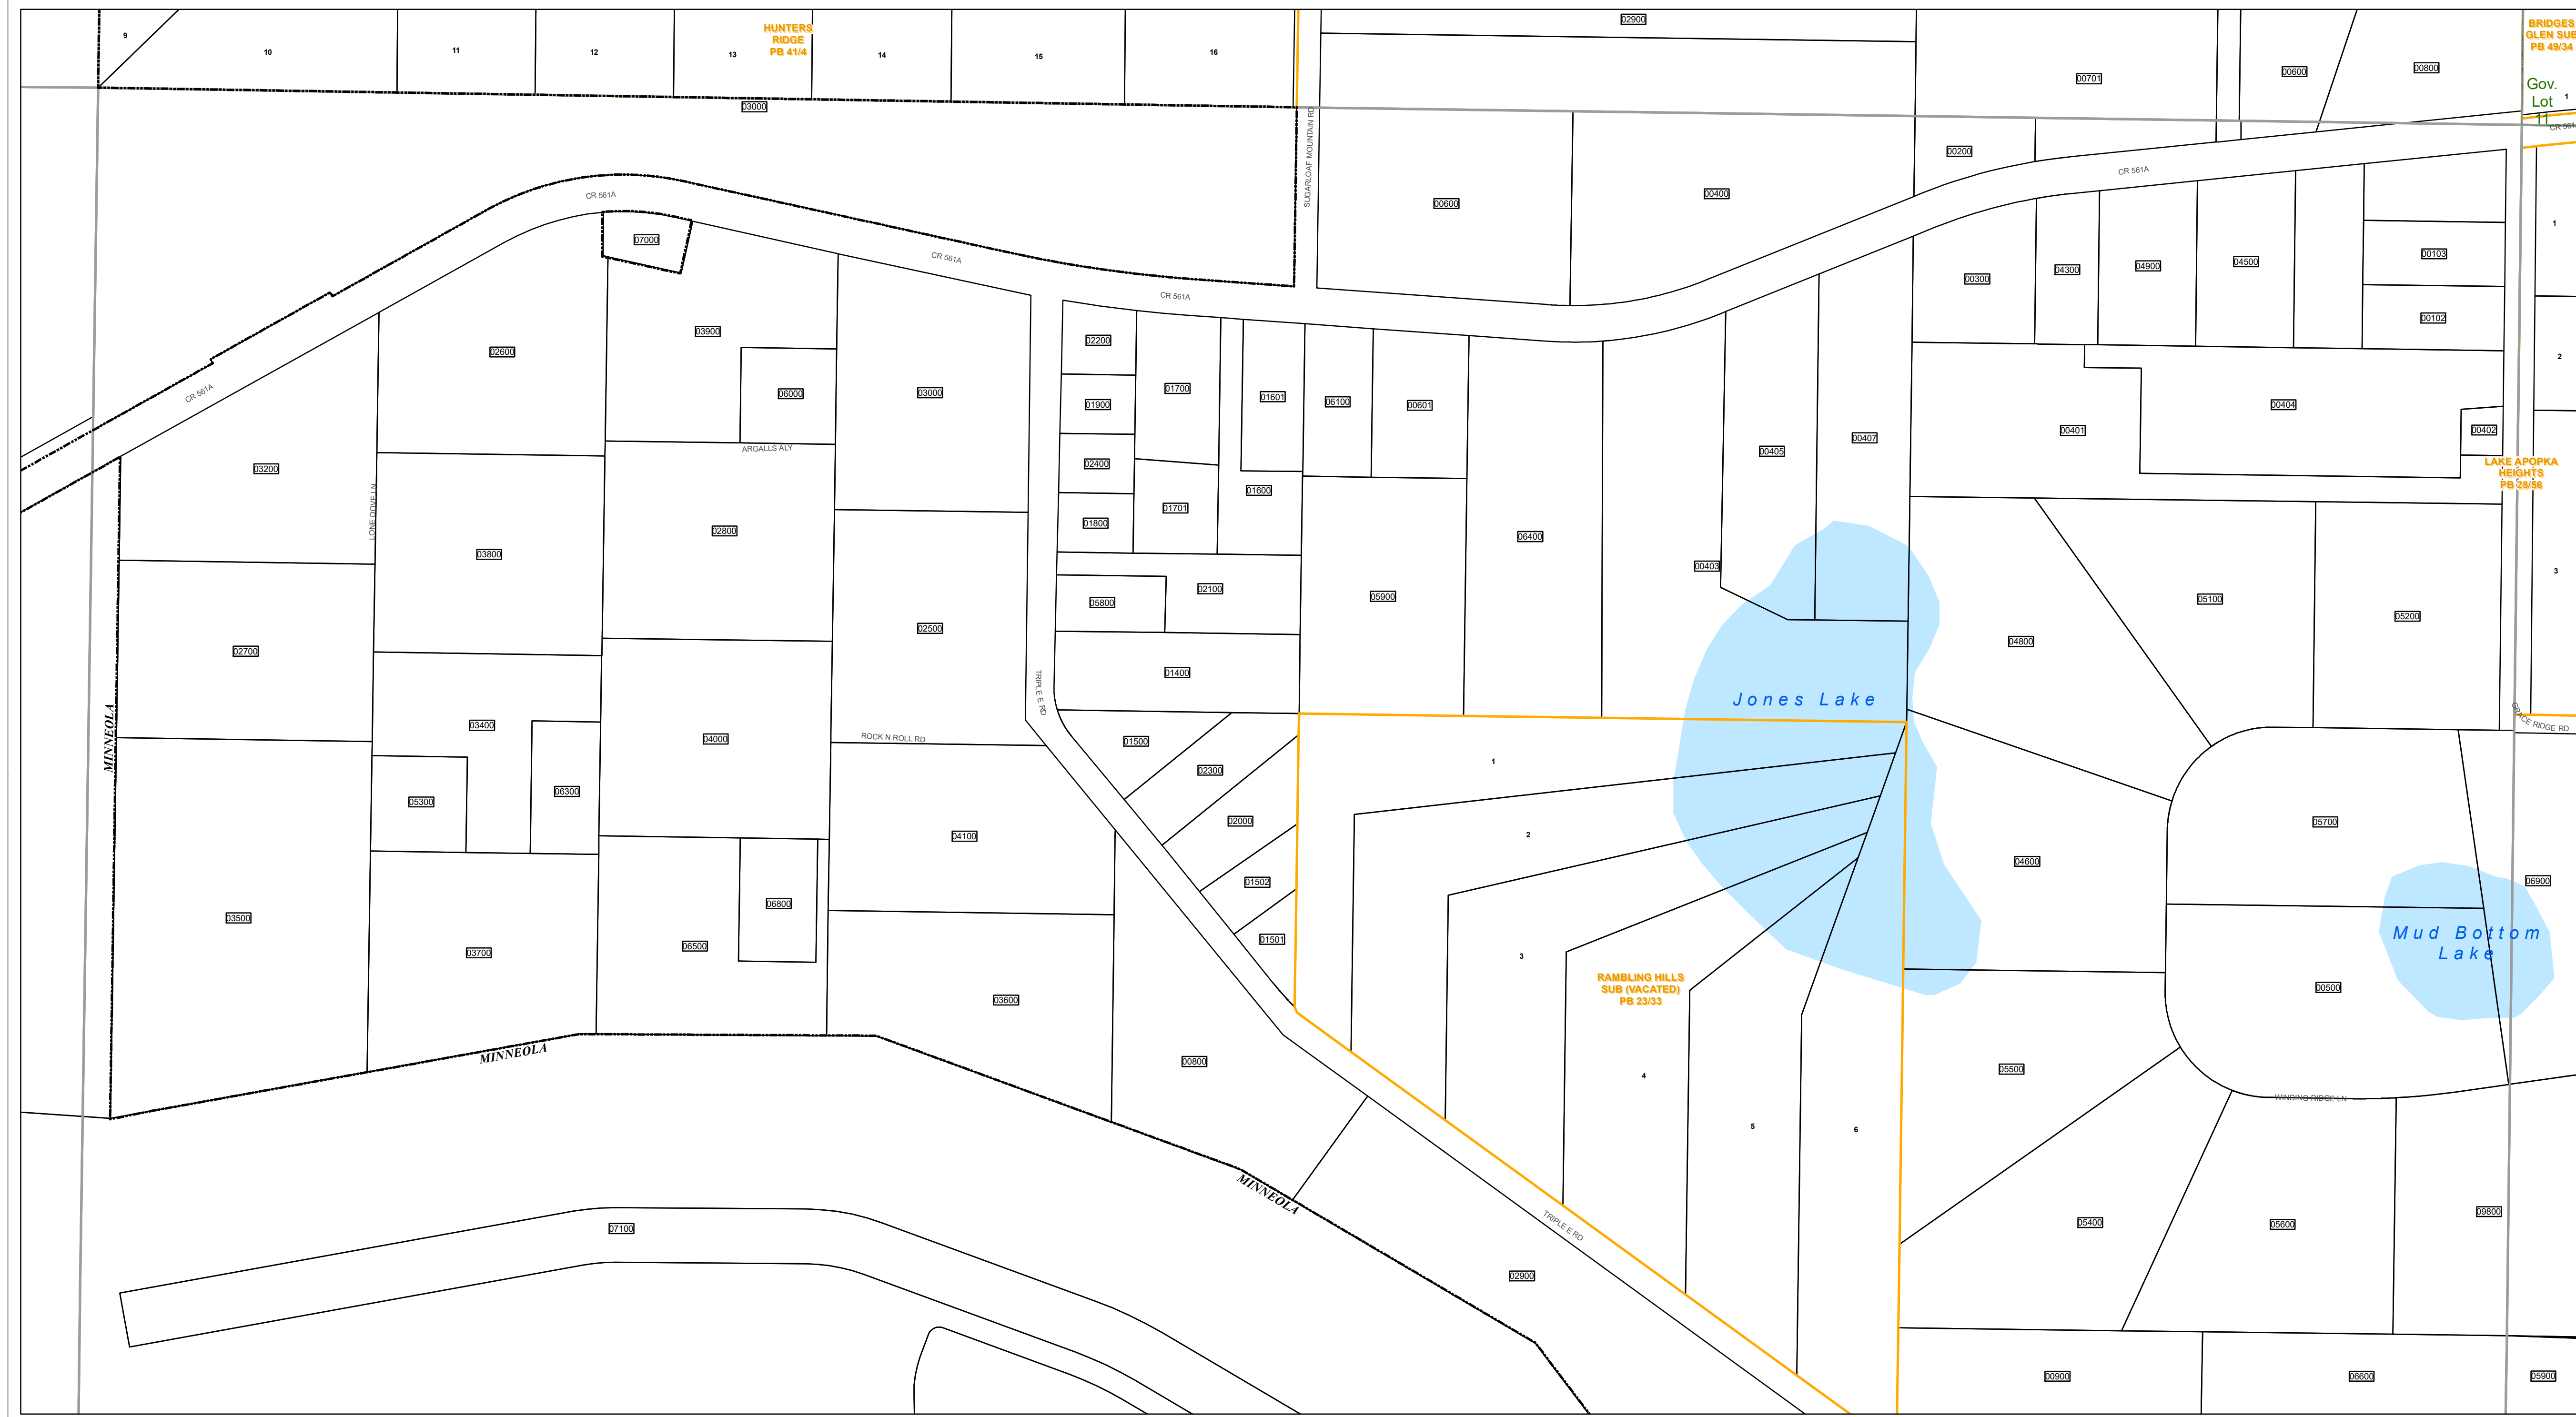 02900
BRIDGES
GLEN SUB
PB 49/34
HUNTERS
RIDGE
PB 41/4
9
10
11
12
13
14
15
16
00701
00600
00800
Gov.
Lot
11
1
CR 561A
03000
SUGARLOAF MOUNTAIN RD
00200
CR 561A
CR 561A
00600
00400
1
07000
CR 561A
CR 561A
00300
04300
04900
04500
00103
00102
03900
02600
02200
2
CR 561A
06000
03000
01900
01700
01601
06100
00601
00404
00401
00402
00407
00405
ARGALLS ALY
03200
02400
01600
LAKE APOPKA
HEIGHTS
PB 28/56
LONE DOVE LN
01701
01800
02800
06400
03800
00403
3
02100
05800
05900
05100
05200
02500
04800
02700
01400
TRIPLE E RD
Jones Lake
MINNEOLA
03400
04000
ROCK N ROLL RD
01500
GRACE RIDGE RD
1
02300
05300
06300
02000
2
05700
04100
04600
01502
06900
06800
03500
06500
03700
01501
3
Mud Bottom
Lake
RAMBLING HILLS
SUB (VACATED)
PB 23/33
00500
03600
MINNEOLA
00800
4
05500
WINDING RIDGE LN
5
6
MINNEOLA
07100
TRIPLE E RD
05400
05600
09800
02900
00900
06600
05900